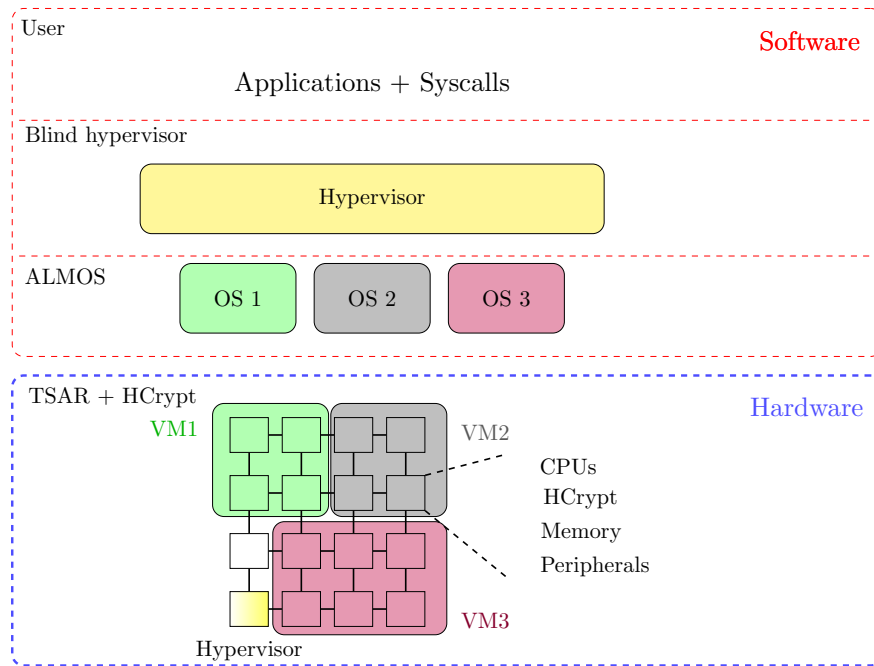 User
Software
Applications + Syscalls
Blind hypervisor
Hypervisor
ALMOS
OS 1
OS 2
OS 3
TSAR + HCrypt
Hardware
VM1
VM2
CPUs
HCrypt
Memory
Peripherals
VM3
Hypervisor